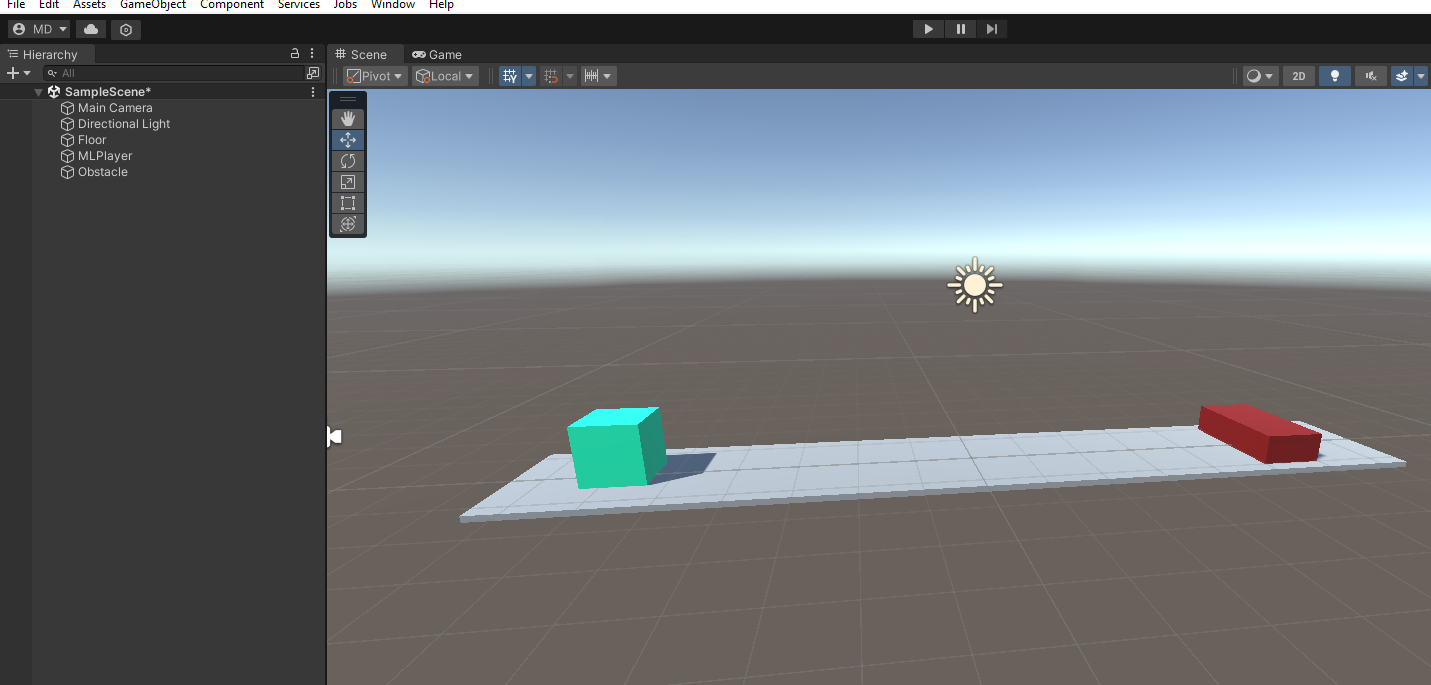 File Edit Assets GameObject Component Services Jobs Window Help
MD
Hierarchy
Scene Game
All
Pivot Local 2D
SampleScene*
Main Camera
Directional Light
Floor
MLPlayer
Obstacle